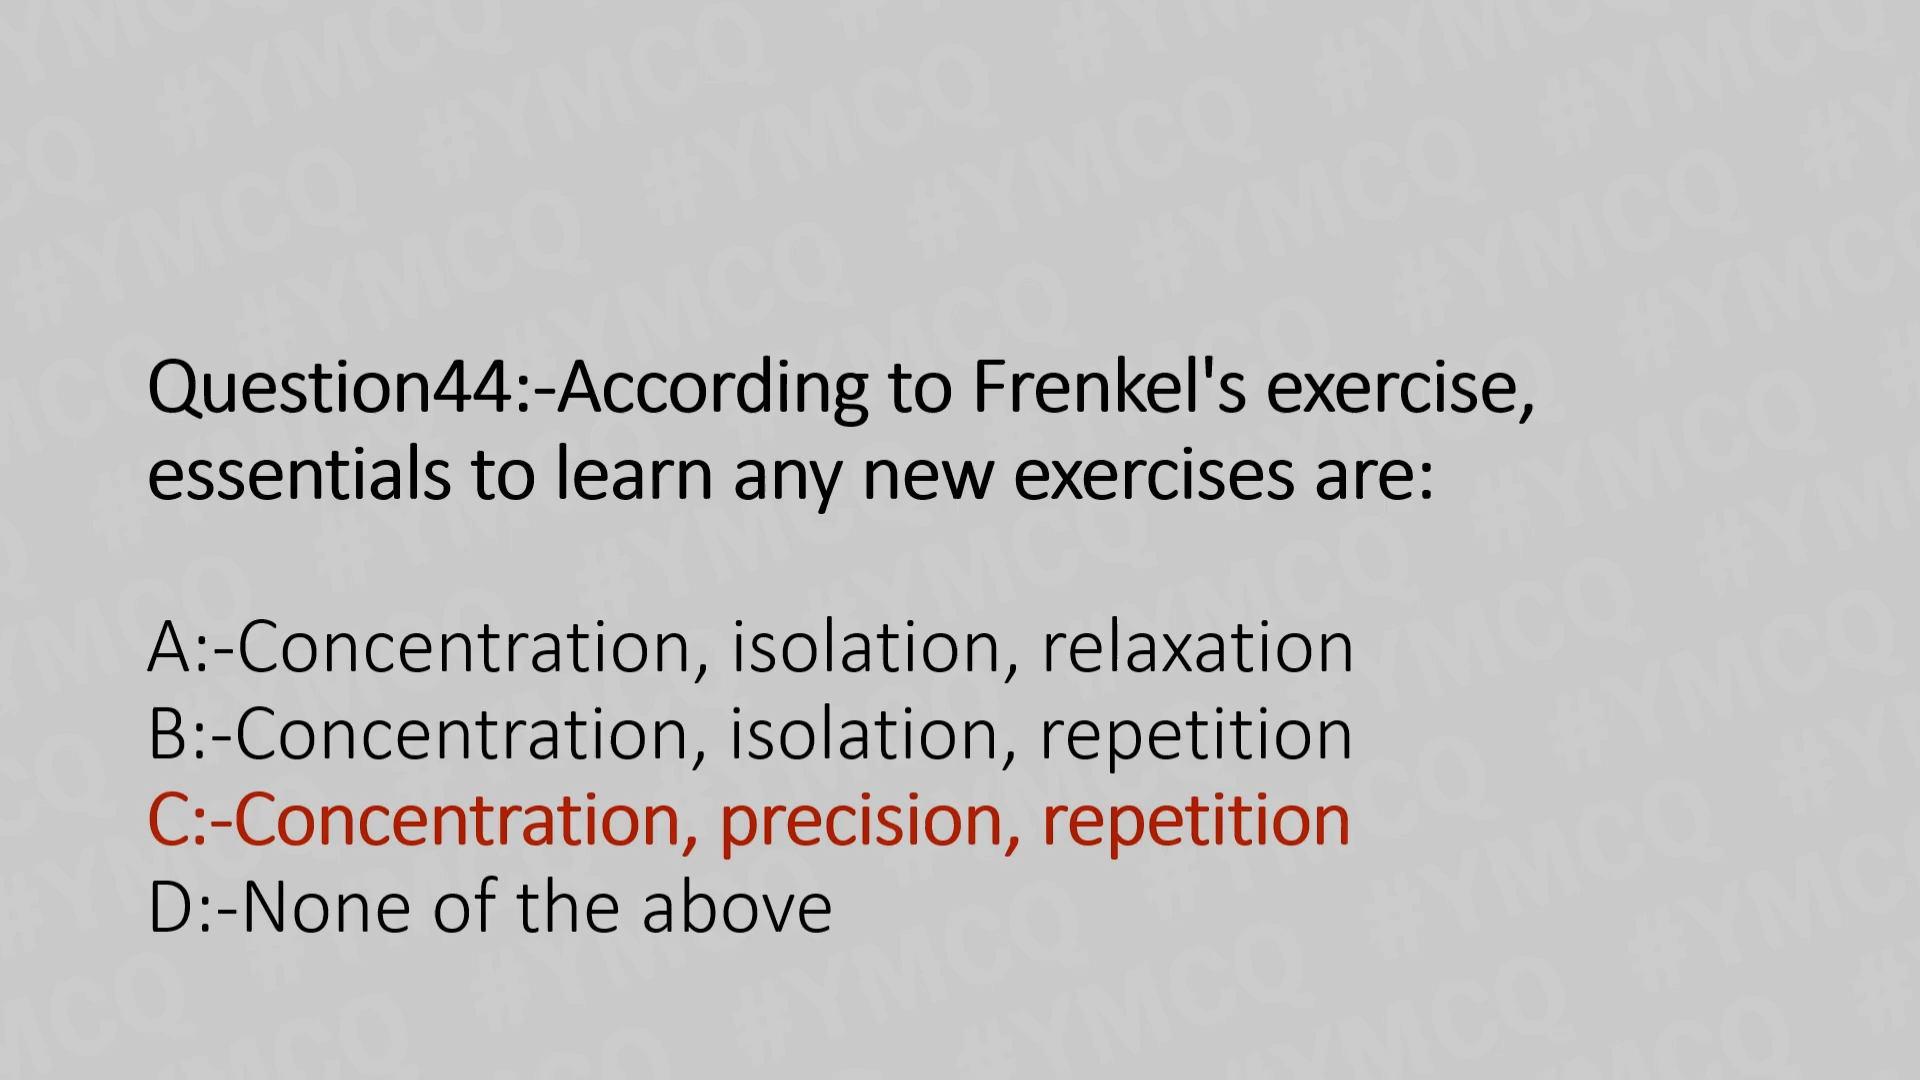 Question44:-According to Frenkel's exercise,
essentials to learn any new exercises are:
A:-Concentration, isolation, relaxation
B:-Concentration, isolation, repetition
C:-Concentration, precision, repetition
D:-None of the above
#YMCQ